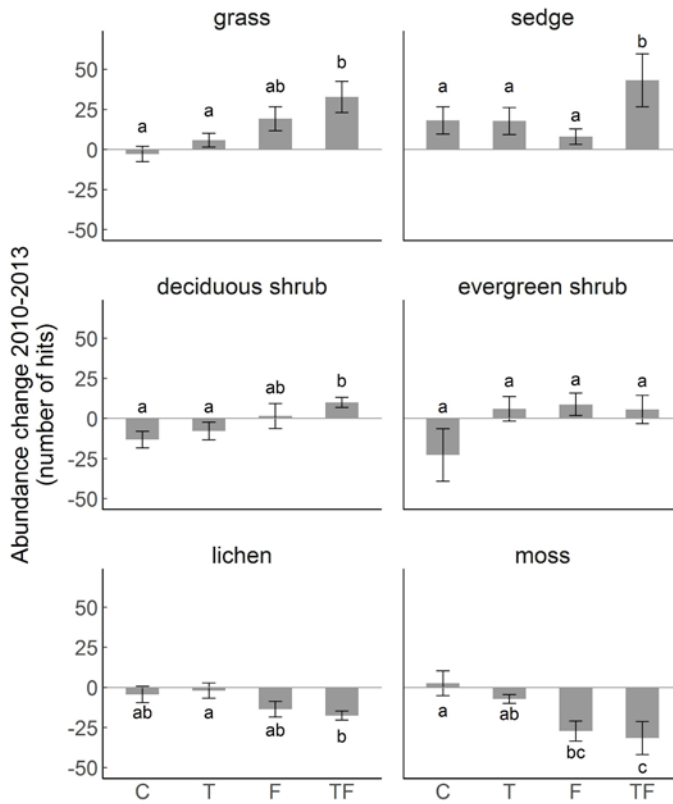 grass sedge
50
25
0
-25
-50
a a ab b
a a a b
deciduous shrub evergreen shrub
50
25
0
-25
-50
a a ab b
a a a a
lichen moss
50
25
0
-25
-50
ab a ab b
a ab bc c
C T F TF C T F TF
Abundance change 2010-2013
(number of hits)